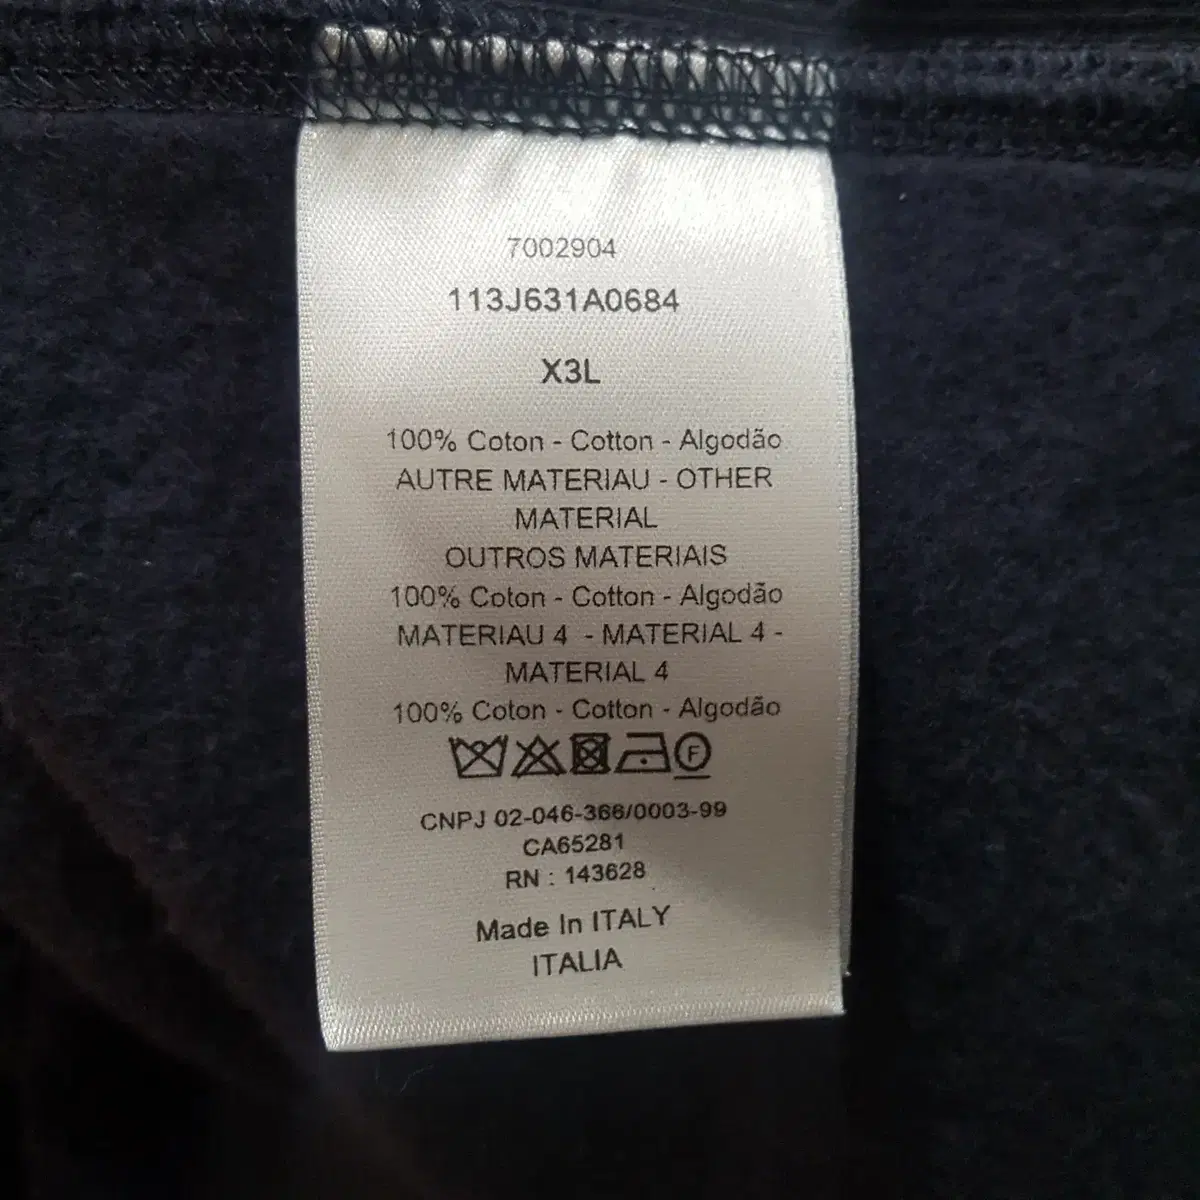 7002904
113J631A0684
X3L
100% Coton - Cotton - Algodão
AUTRE MATERIAU - OTHER
MATERIAL
OUTROS MATERIAIS
100% Coton - Cotton - Algodão
MATERIAU 4 - MATERIAL 4 -
MATERIAL 4
100% Coton - Cotton - Algodão
F
CNPJ 02-046-366/0003-99
CA65281
RN : 143628
Made In ITALY
ITALIA